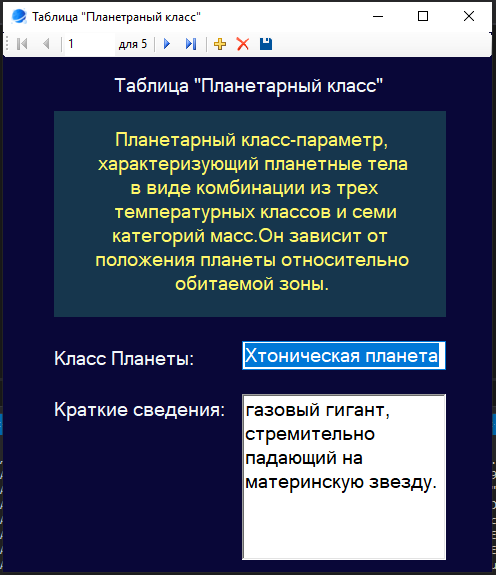 Таблица "Планетраный класс"
1 для 5
Таблица "Планетарный класс"
Планетарный класс-параметр,
характеризующий планетные тела
в виде комбинации из трех
температурных классов и семи
категорий масс.Он зависит от
положения планеты относительно
обитаемой зоны.
Класс Планеты:
Хтоническая планета
Краткие сведения:
газовый гигант,
стремительно
падающий на
материнскую звезду.